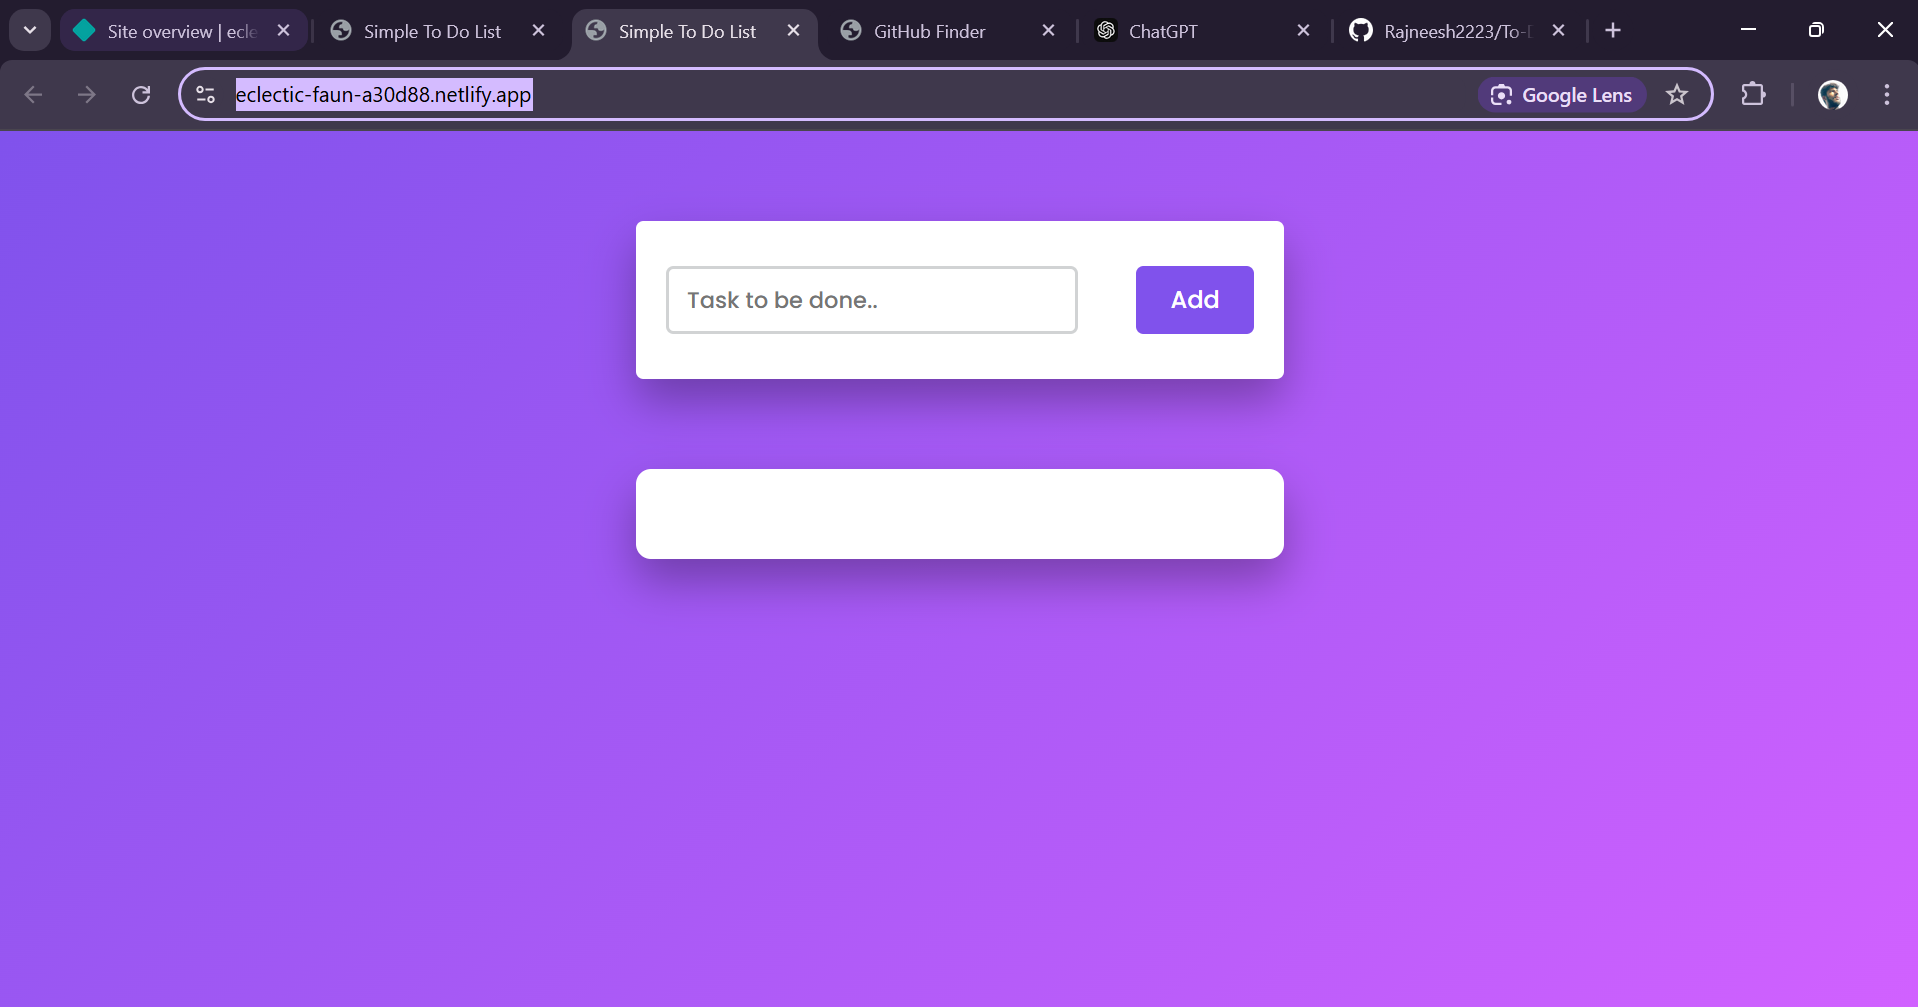 Site overview | ecle
Simple To Do List
Simple To Do List
GitHub Finder
ChatGPT
Rajneesh2223/To-D
eclectic-faun-a30d88.netlify.app
Google Lens
Task to be done..
Add